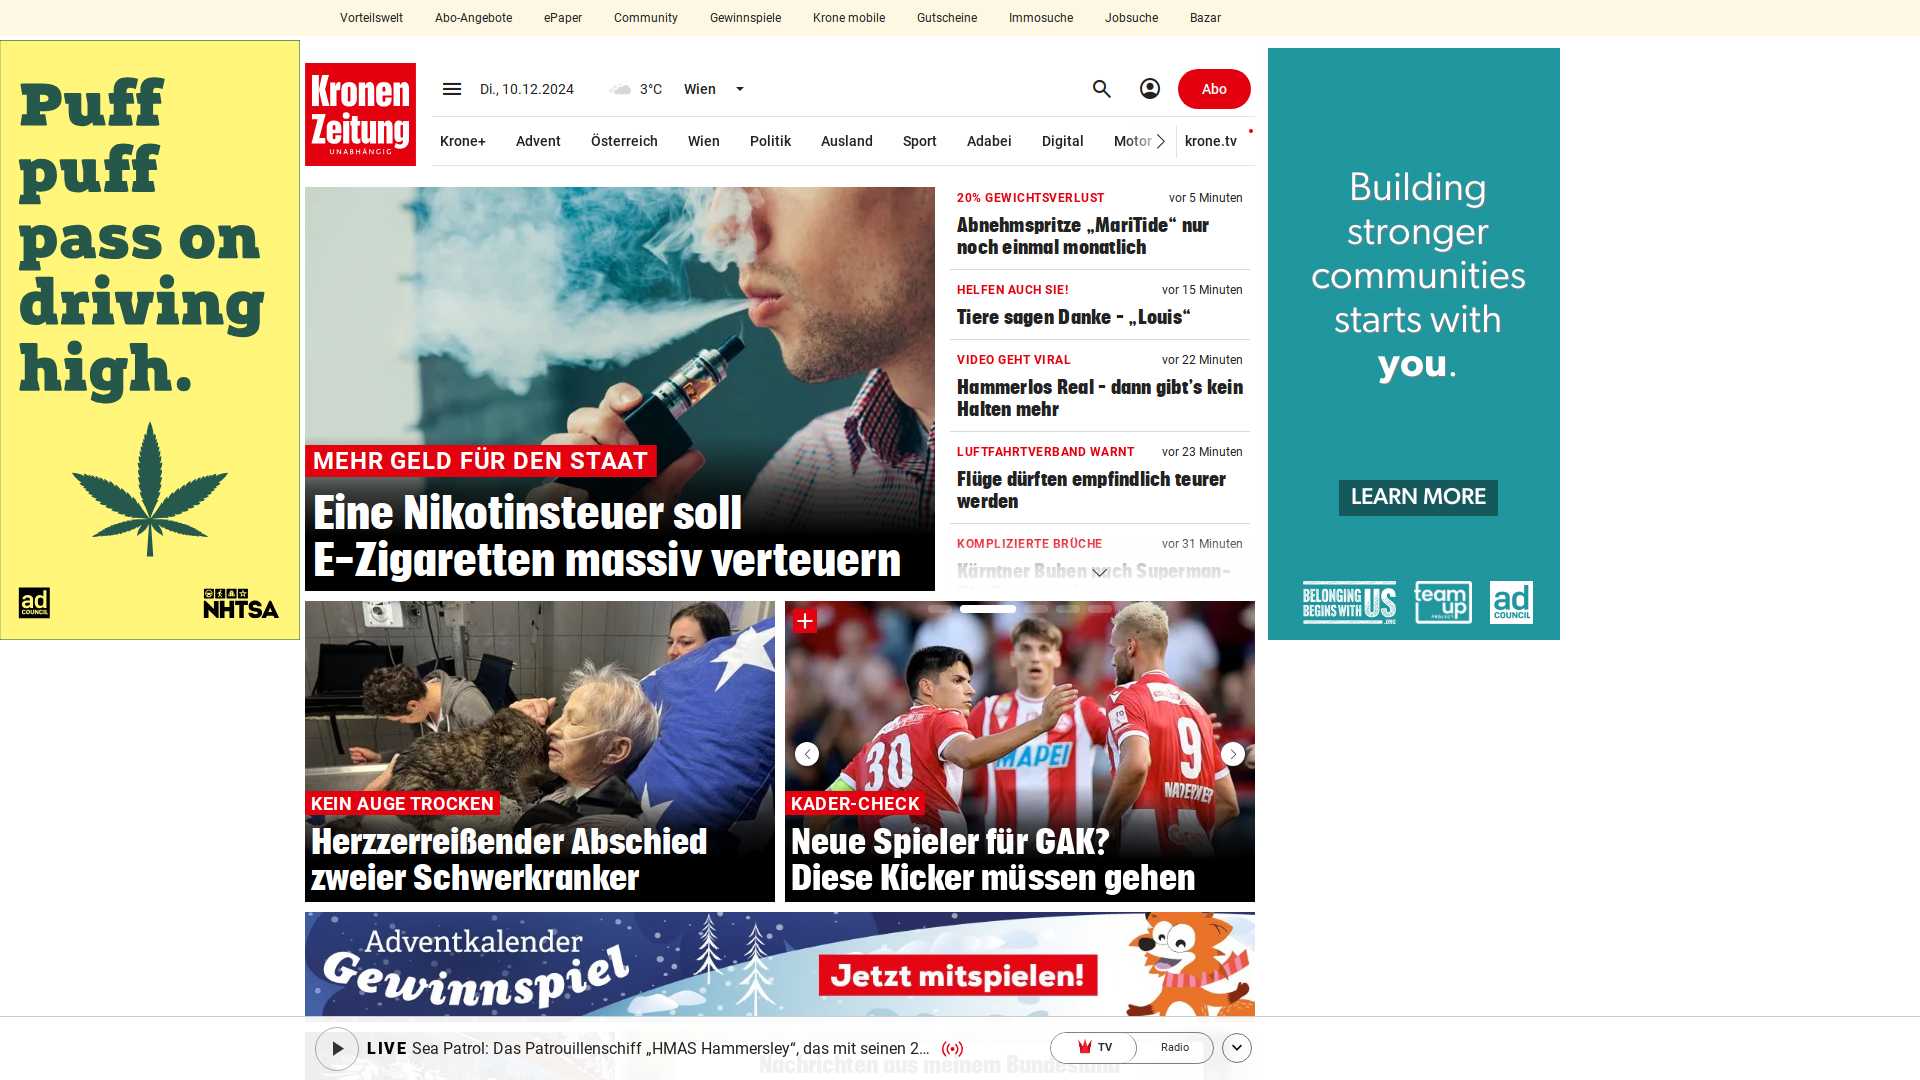 Vorteilswelt Abo-Angebote ePaper Community Gewinnspiele Krone mobile Gutscheine Immosuche Jobsuche Bazar
Puff
puff
pass on
driving
high.
ad
COUNCIL
NHTSA
Kronen
Zeitung
UNABHÄNGIG
Di., 10.12.2024 3°C Wien
Abo
Krone+ Advent Österreich Wien Politik Ausland Sport Adabei Digital Motor krone.tv
MEHR GELD FÜR DEN STAAT
Eine Nikotinsteuer soll
E-Zigaretten massiv verteuern
20% GEWICHTSVERLUST vor 5 Minuten
Abnehmspritze „MariTide“ nur
noch einmal monatlich
HELFEN AUCH SIE! vor 15 Minuten
Tiere sagen Danke - „Louis“
VIDEO GEHT VIRAL vor 22 Minuten
Hammerlos Real - dann gibt’s kein
Halten mehr
LUFTFAHRTVERBAND WARNT vor 23 Minuten
Flüge dürften empfindlich teurer
werden
KOMPLIZIERTE BRÜCHE vor 31 Minuten
Kärntner Buben nach Superman-
Building
stronger
communities
starts with
you.
LEARN MORE
BELONGING
BEGINS WITH US
.ORG
team
up
PROJECT
ad
COUNCIL
KEIN AUGE TROCKEN
Herzzerreißender Abschied
zweier Schwerkranker
30
MAPEI
9
KADER-CHECK
Neue Spieler für GAK?
Diese Kicker müssen gehen
Adventkalender
Gewinnspiel
Jetzt mitspielen!
LIVE Sea Patrol: Das Patrouillenschiff „HMAS Hammersley“, das mit seinen 2...
TV Radio
Nachrichten aus meinem Bundesland